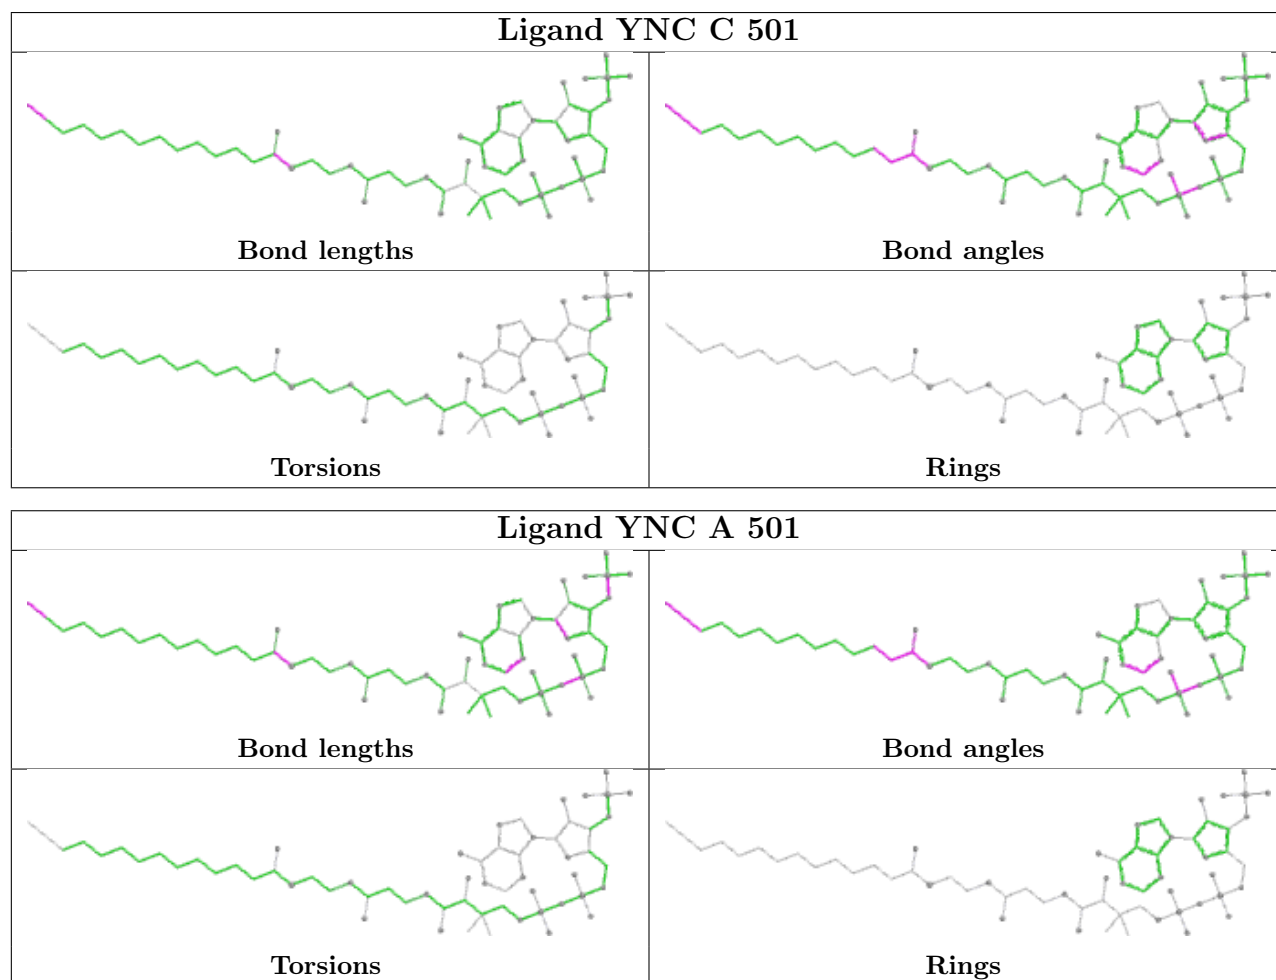 Ligand YNC C 501
Bond lengths
Bond angles
Torsions
Rings
Ligand YNC A 501
Bond lengths
Bond angles
Torsions
Rings